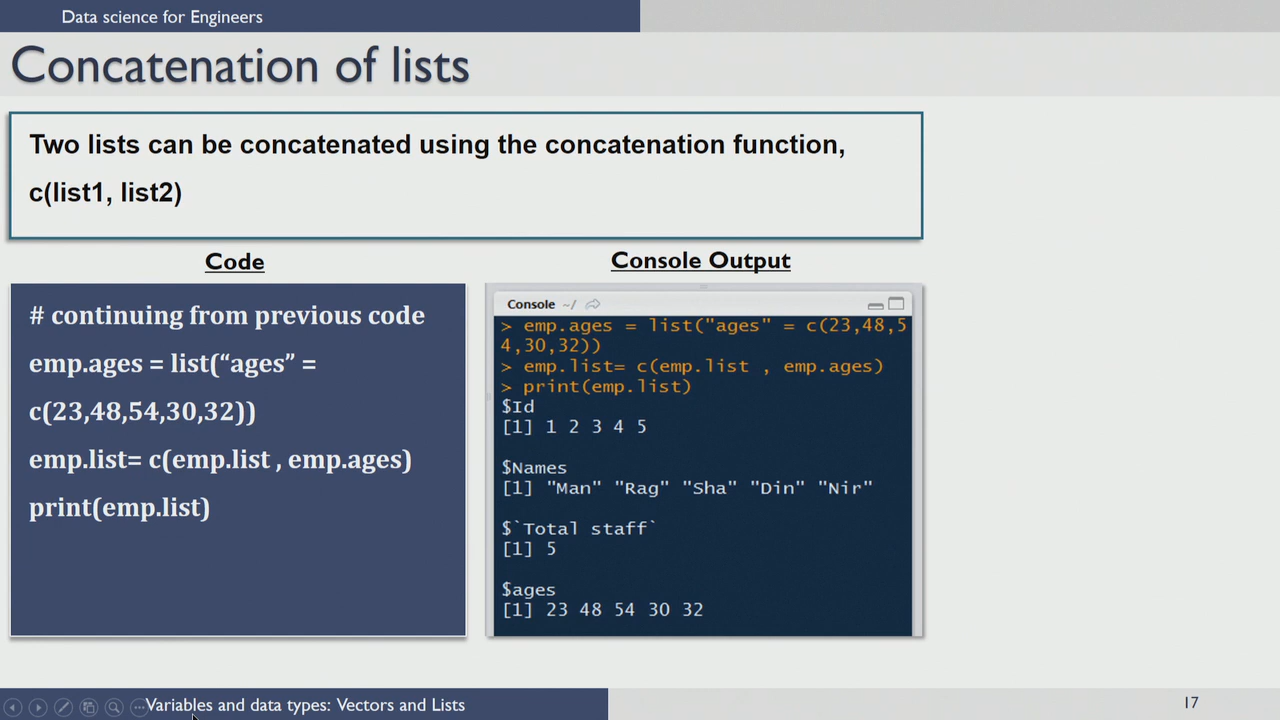 Data science for Engineers
Concatenation of lists
Two lists can be concatenated using the concatenation function,
c(list1, list2)
Code
# continuing from previous code
emp.ages = list(“ages” =
c(23,48,54,30,32))
emp.list= c(emp.list , emp.ages)
print(emp.list)
Console Output
Console ~/
> emp.ages = list("ages" = c(23,48,5
4,30,32))
> emp.list= c(emp.list , emp.ages)
> print(emp.list)
$Id
[1] 1 2 3 4 5
$Names
[1] "Man" "Rag" "Sha" "Din" "Nir"
$`Total staff`
[1] 5
$ages
[1] 23 48 54 30 32
Variables and data types: Vectors and Lists
17